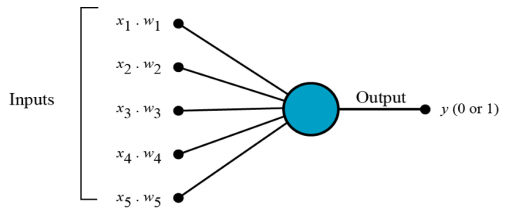 x₁ . w₁
x₂ . w₂
Inputs
x₃ . w₃
Output
y (0 or 1)
x₄ . w₄
x₅ . w₅